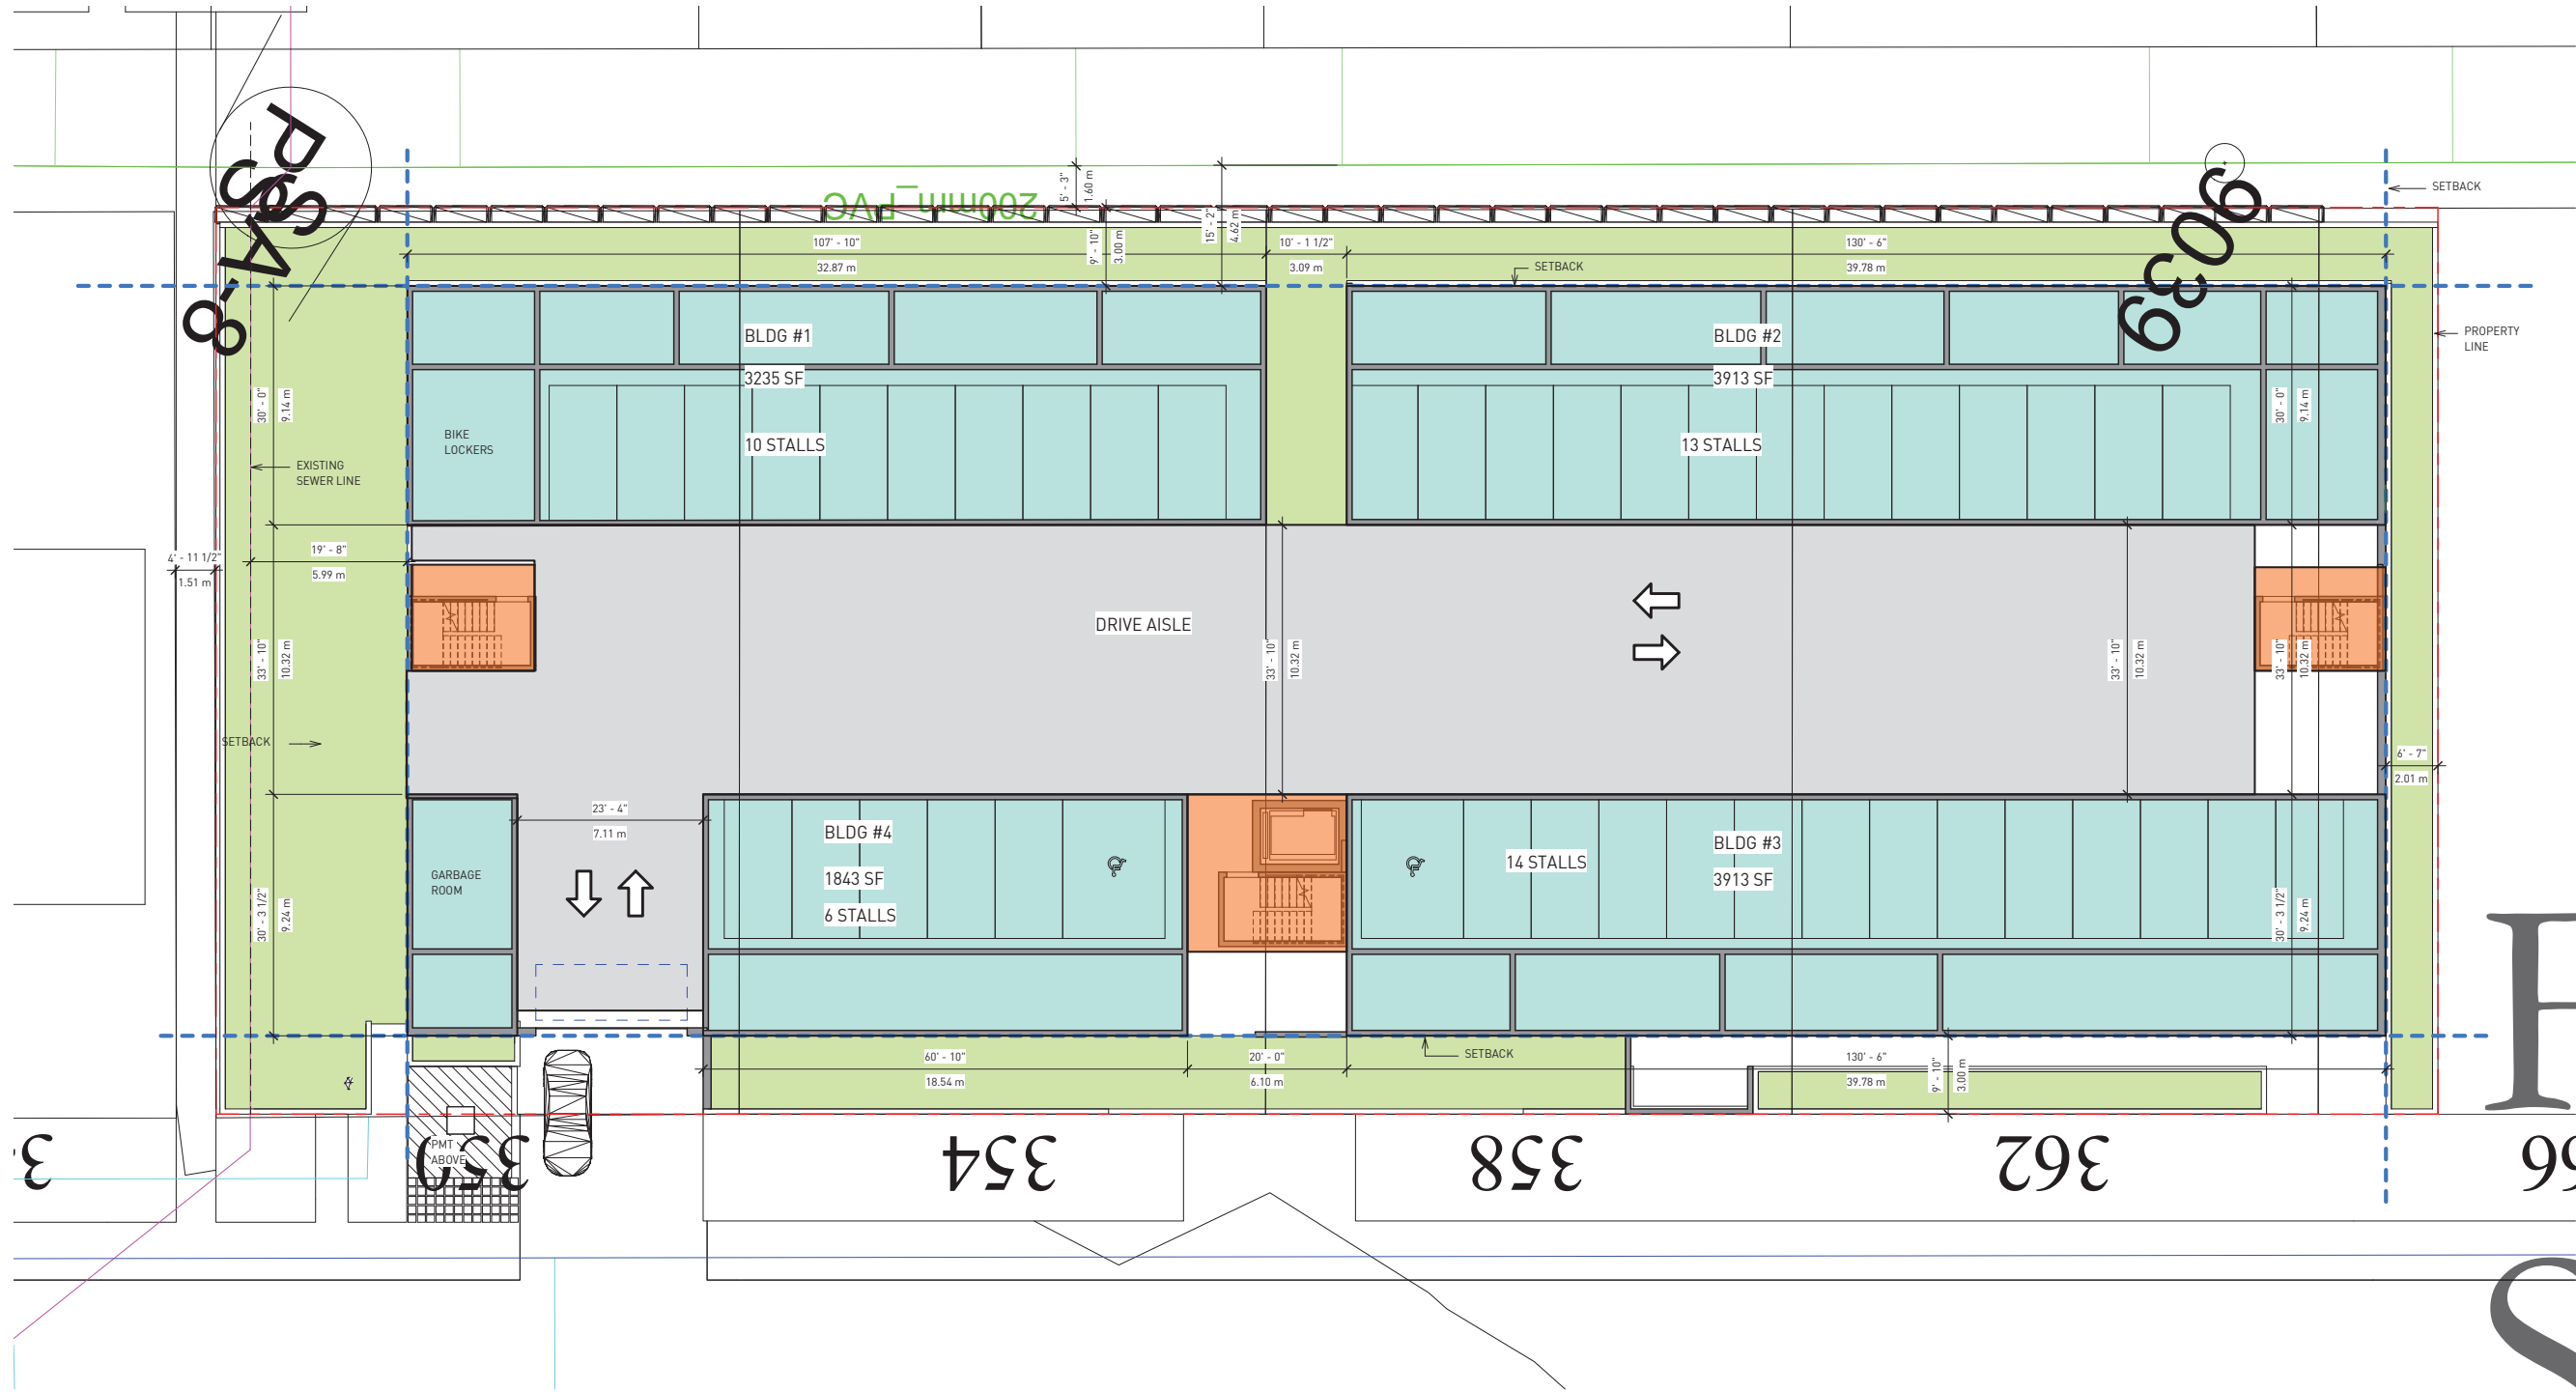 PSS
SA-8
200mm_PVC
5' - 3"
1.60 m
15' - 2"
4.62 m
9039
SETBACK
107' - 10"
32.87 m
9' - 10"
3.00 m
10' - 1 1/2"
3.09 m
SETBACK
130' - 6"
39.78 m
PROPERTY
LINE
BLDG #1
3235 SF
10 STALLS
BLDG #2
3913 SF
13 STALLS
30' - 0"
9.14 m
30' - 0"
9.14 m
BIKE
LOCKERS
EXISTING
SEWER LINE
4' - 11 1/2"
1.51 m
19' - 8"
5.99 m
DRIVE AISLE
33' - 10"
10.32 m
33' - 10"
10.32 m
33' - 10"
10.32 m
33' - 10"
10.32 m
SETBACK
6' - 7"
2.01 m
23' - 4"
7.11 m
BLDG #4
1843 SF
6 STALLS
14 STALLS
BLDG #3
3913 SF
GARBAGE
ROOM
30' - 3 1/2"
9.24 m
30' - 3 1/2"
9.24 m
60' - 10"
18.54 m
20' - 0"
6.10 m
SETBACK
130' - 6"
39.78 m
9' - 10"
3.00 m
PMT
ABOVE
350
354
358
362